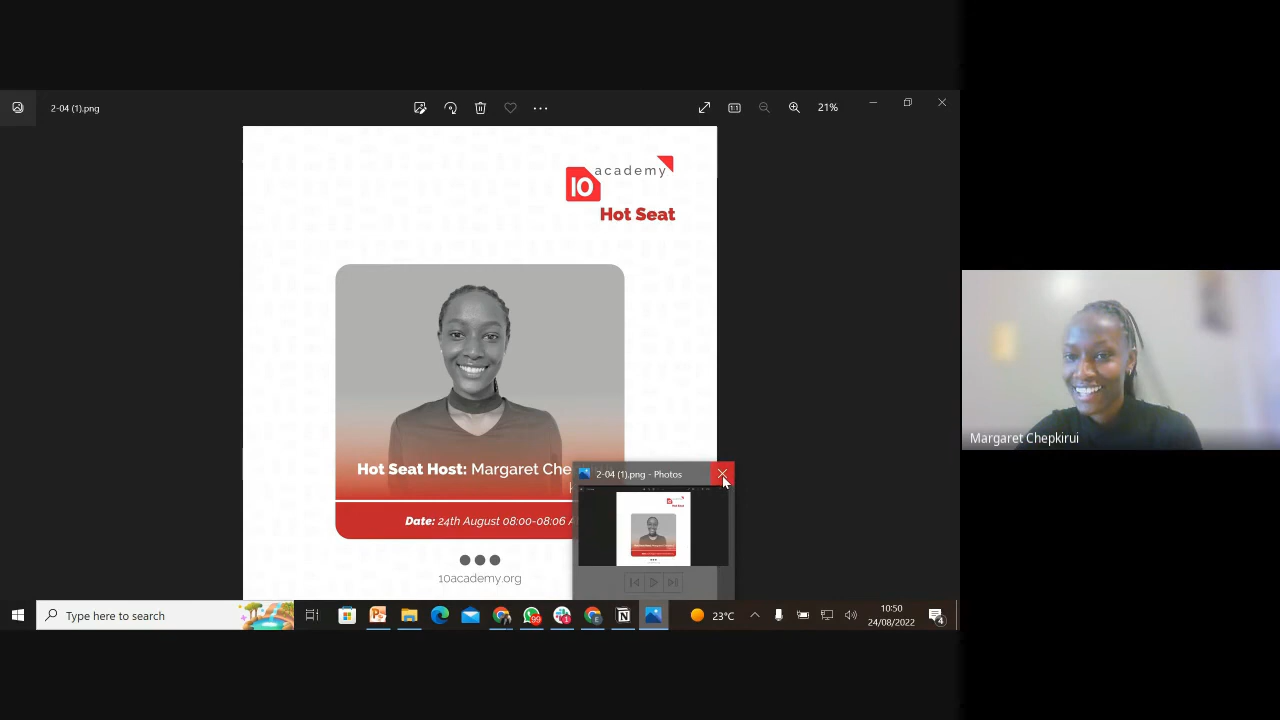 2-04 (1).png
21%
academy
10
Hot Seat
Hot Seat Host: Margaret Che
Date: 24th August 08:00-08:06 A
10academy.org
2-04 (1).png - Photos
Margaret Chepkirui
Type here to search
99
23°C
10:50
24/08/2022
4